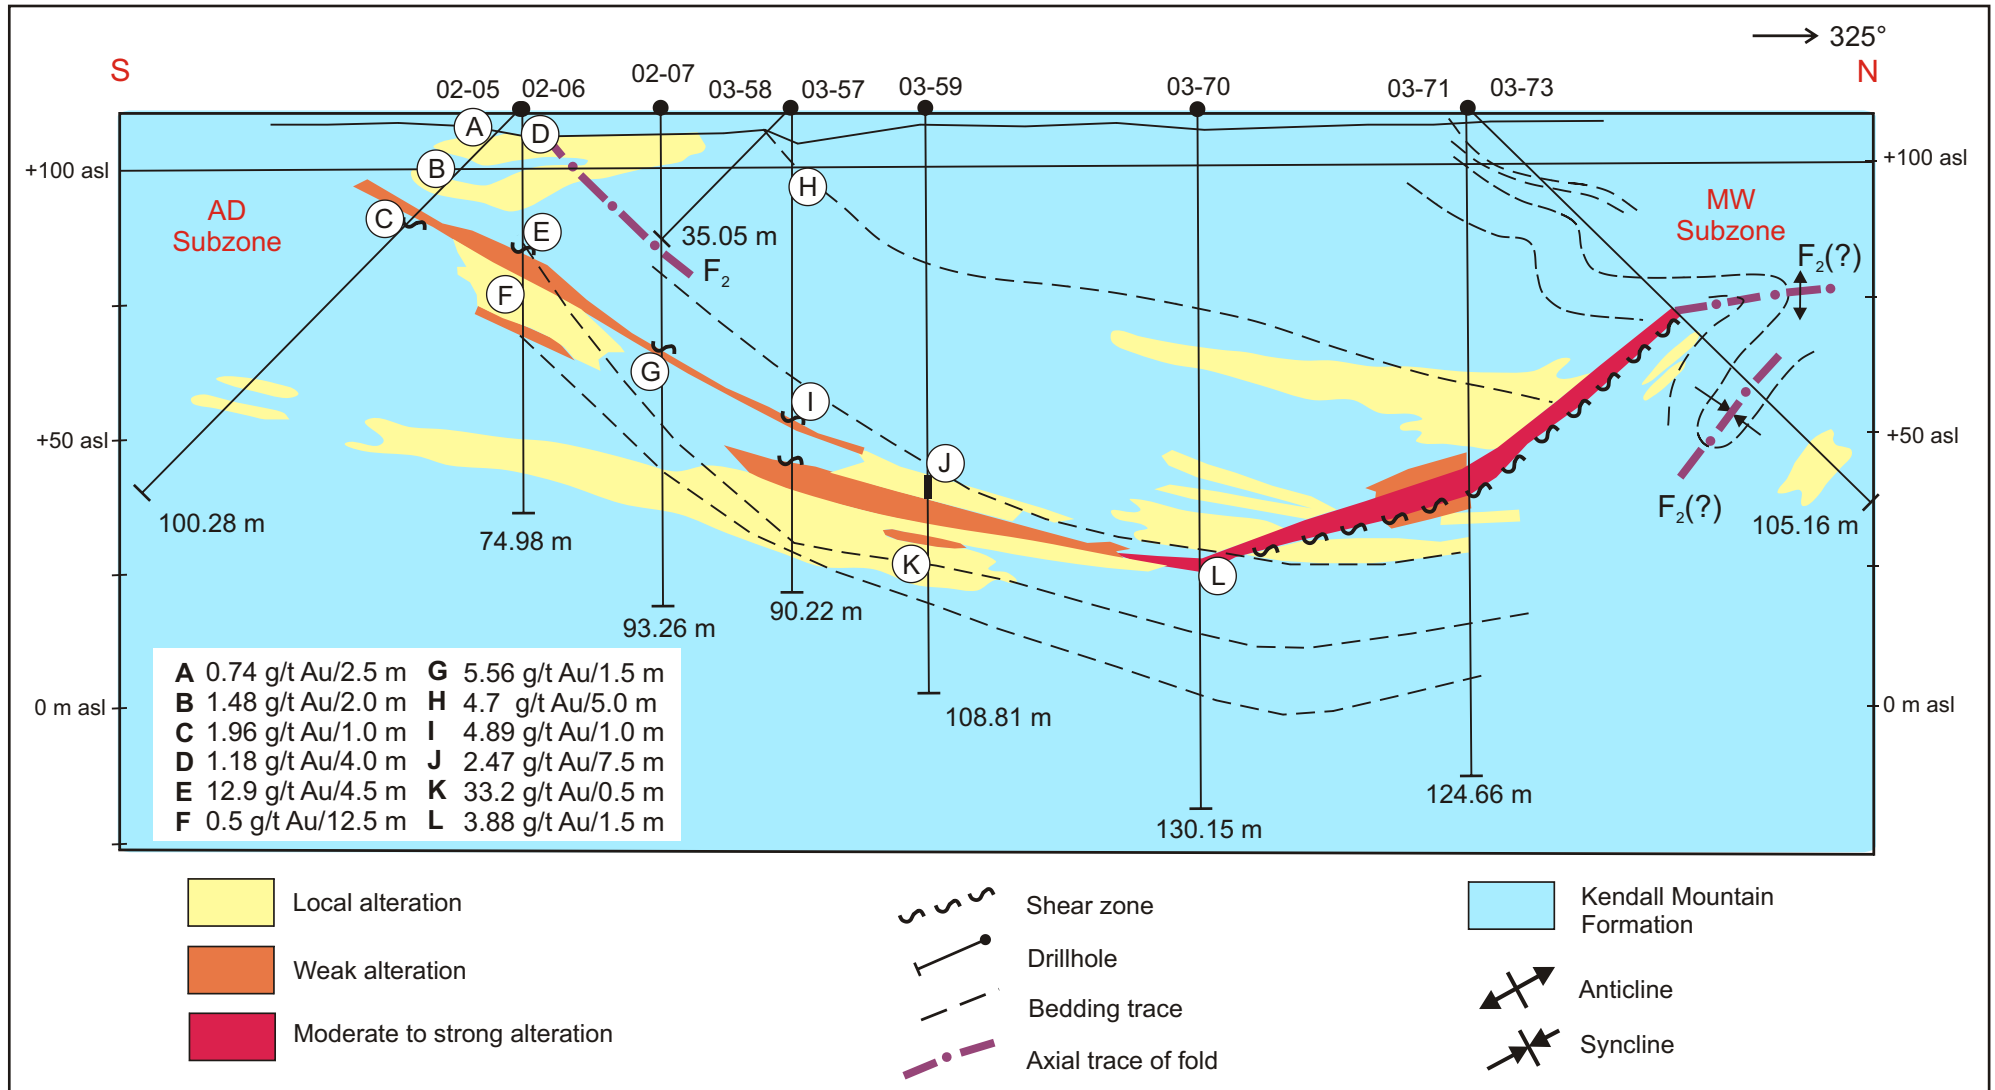 325°
S
N
02-05
02-06
02-07
03-58
03-57
03-59
03-70
03-71
03-73
A
D
B
+100 asl
+100 asl
H
C
AD
Subzone
MW
Subzone
E
35.05 m
F2
F2(?)
F
G
I
+50 asl
+50 asl
J
F2(?)
100.28 m
74.98 m
105.16 m
K
L
93.26 m
90.22 m
0 m asl
0 m asl
108.81 m
124.66 m
130.15 m
A 0.74 g/t Au/2.5 m G 5.56 g/t Au/1.5 m
B 1.48 g/t Au/2.0 m H 4.7 g/t Au/5.0 m
C 1.96 g/t Au/1.0 m I 4.89 g/t Au/1.0 m
D 1.18 g/t Au/4.0 m J 2.47 g/t Au/7.5 m
E 12.9 g/t Au/4.5 m K 33.2 g/t Au/0.5 m
F 0.5 g/t Au/12.5 m L 3.88 g/t Au/1.5 m
Local alteration
Weak alteration
Moderate to strong alteration
Shear zone
Drillhole
Bedding trace
Axial trace of fold
Kendall Mountain
Formation
Anticline
Syncline